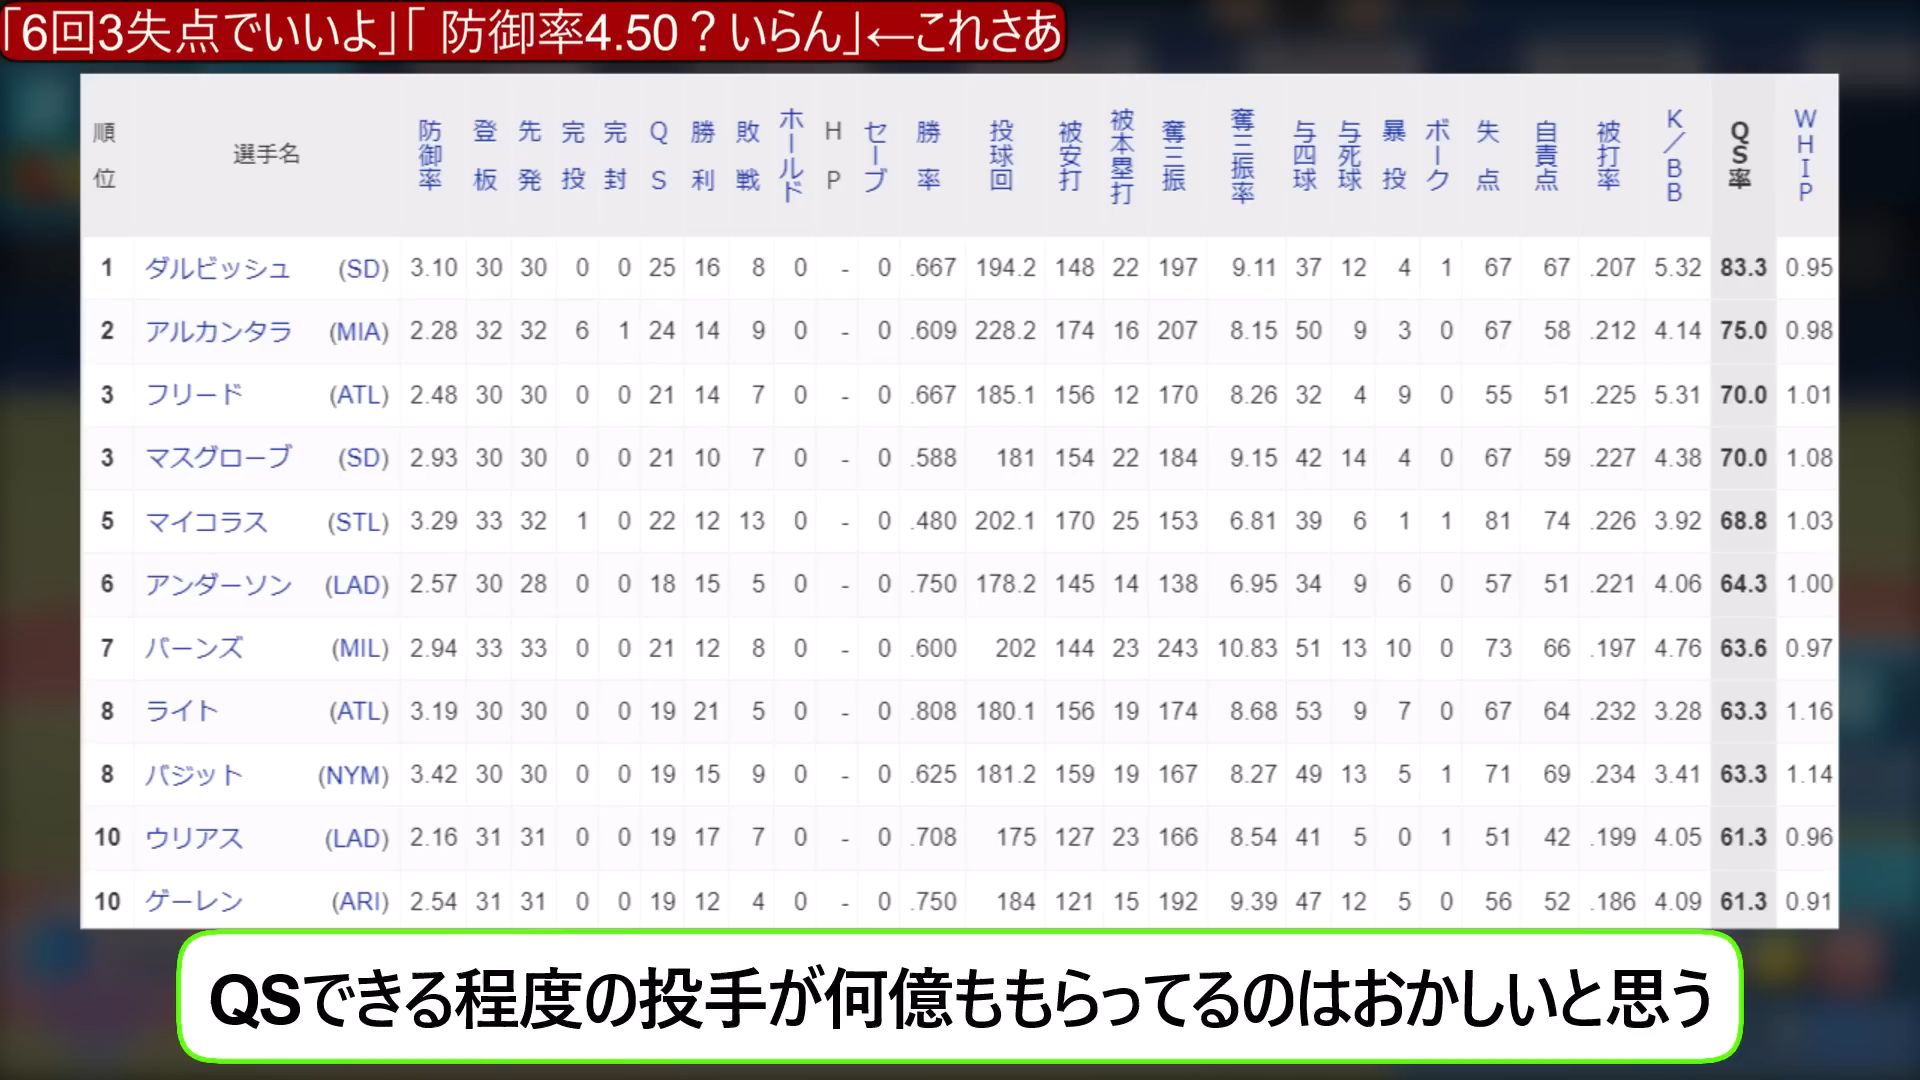 「6回3失点でいいよ」「 防御率4.50？いらん」←これさあ
順位 選手名 防御率 登板 先発 完投 完封 QS 勝利 敗戦 ホールド HP セーブ 勝率 投球回 被安打 被本塁打 奪三振 奪三振率 与四球 与死球 暴投 ボーク 失点 自責点 被打率 K／BB QS率 WHIP
1 ダルビッシュ (SD) 3.10 30 30 0 0 25 16 8 0 - 0 .667 194.2 148 22 197 9.11 37 12 4 1 67 67 .207 5.32 83.3 0.95
2 アルカンタラ (MIA) 2.28 32 32 6 1 24 14 9 0 - 0 .609 228.2 174 16 207 8.15 50 9 3 0 67 58 .212 4.14 75.0 0.98
3 フリード (ATL) 2.48 30 30 0 0 21 14 7 0 - 0 .667 185.1 156 12 170 8.26 32 4 9 0 55 51 .225 5.31 70.0 1.01
3 マスグローブ (SD) 2.93 30 30 0 0 21 10 7 0 - 0 .588 181 154 22 184 9.15 42 14 4 0 67 59 .227 4.38 70.0 1.08
5 マイコラス (STL) 3.29 33 32 1 0 22 12 13 0 - 0 .480 202.1 170 25 153 6.81 39 6 1 1 81 74 .226 3.92 68.8 1.03
6 アンダーソン (LAD) 2.57 30 28 0 0 18 15 5 0 - 0 .750 178.2 145 14 138 6.95 34 9 6 0 57 51 .221 4.06 64.3 1.00
7 バーンズ (MIL) 2.94 33 33 0 0 21 12 8 0 - 0 .600 202 144 23 243 10.83 51 13 10 0 73 66 .197 4.76 63.6 0.97
8 ライト (ATL) 3.19 30 30 0 0 19 21 5 0 - 0 .808 180.1 156 19 174 8.68 53 9 7 0 67 64 .232 3.28 63.3 1.16
8 バジット (NYM) 3.42 30 30 0 0 19 15 9 0 - 0 .625 181.2 159 19 167 8.27 49 13 5 1 71 69 .234 3.41 63.3 1.14
10 ウリアス (LAD) 2.16 31 31 0 0 19 17 7 0 - 0 .708 175 127 23 166 8.54 41 5 0 1 51 42 .199 4.05 61.3 0.96
10 ゲーレン (ARI) 2.54 31 31 0 0 19 12 4 0 - 0 .750 184 121 15 192 9.39 47 12 5 0 56 52 .186 4.09 61.3 0.91
QSできる程度の投手が何億ももらってるのはおかしいと思う